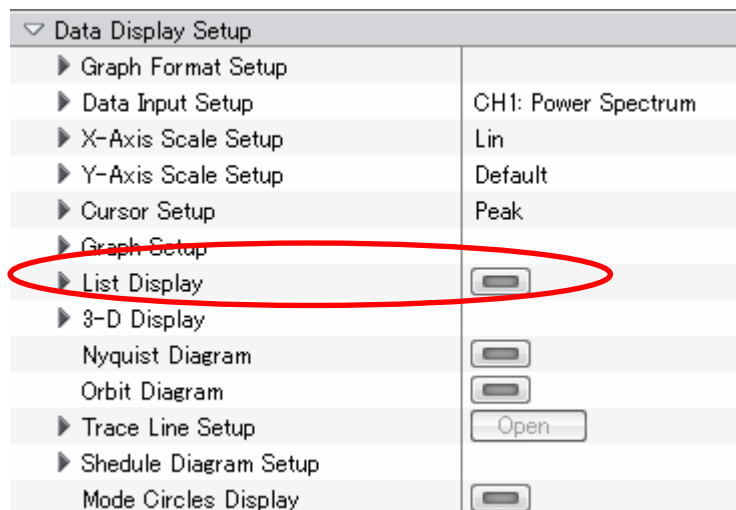 Data Display Setup
Graph Format Setup
Data Input Setup CH1: Power Spectrum
X-Axis Scale Setup Lin
Y-Axis Scale Setup Default
Cursor Setup Peak
Graph Setup
List Display
3-D Display
Nyquist Diagram
Orbit Diagram
Trace Line Setup Open
Shedule Diagram Setup
Mode Circles Display